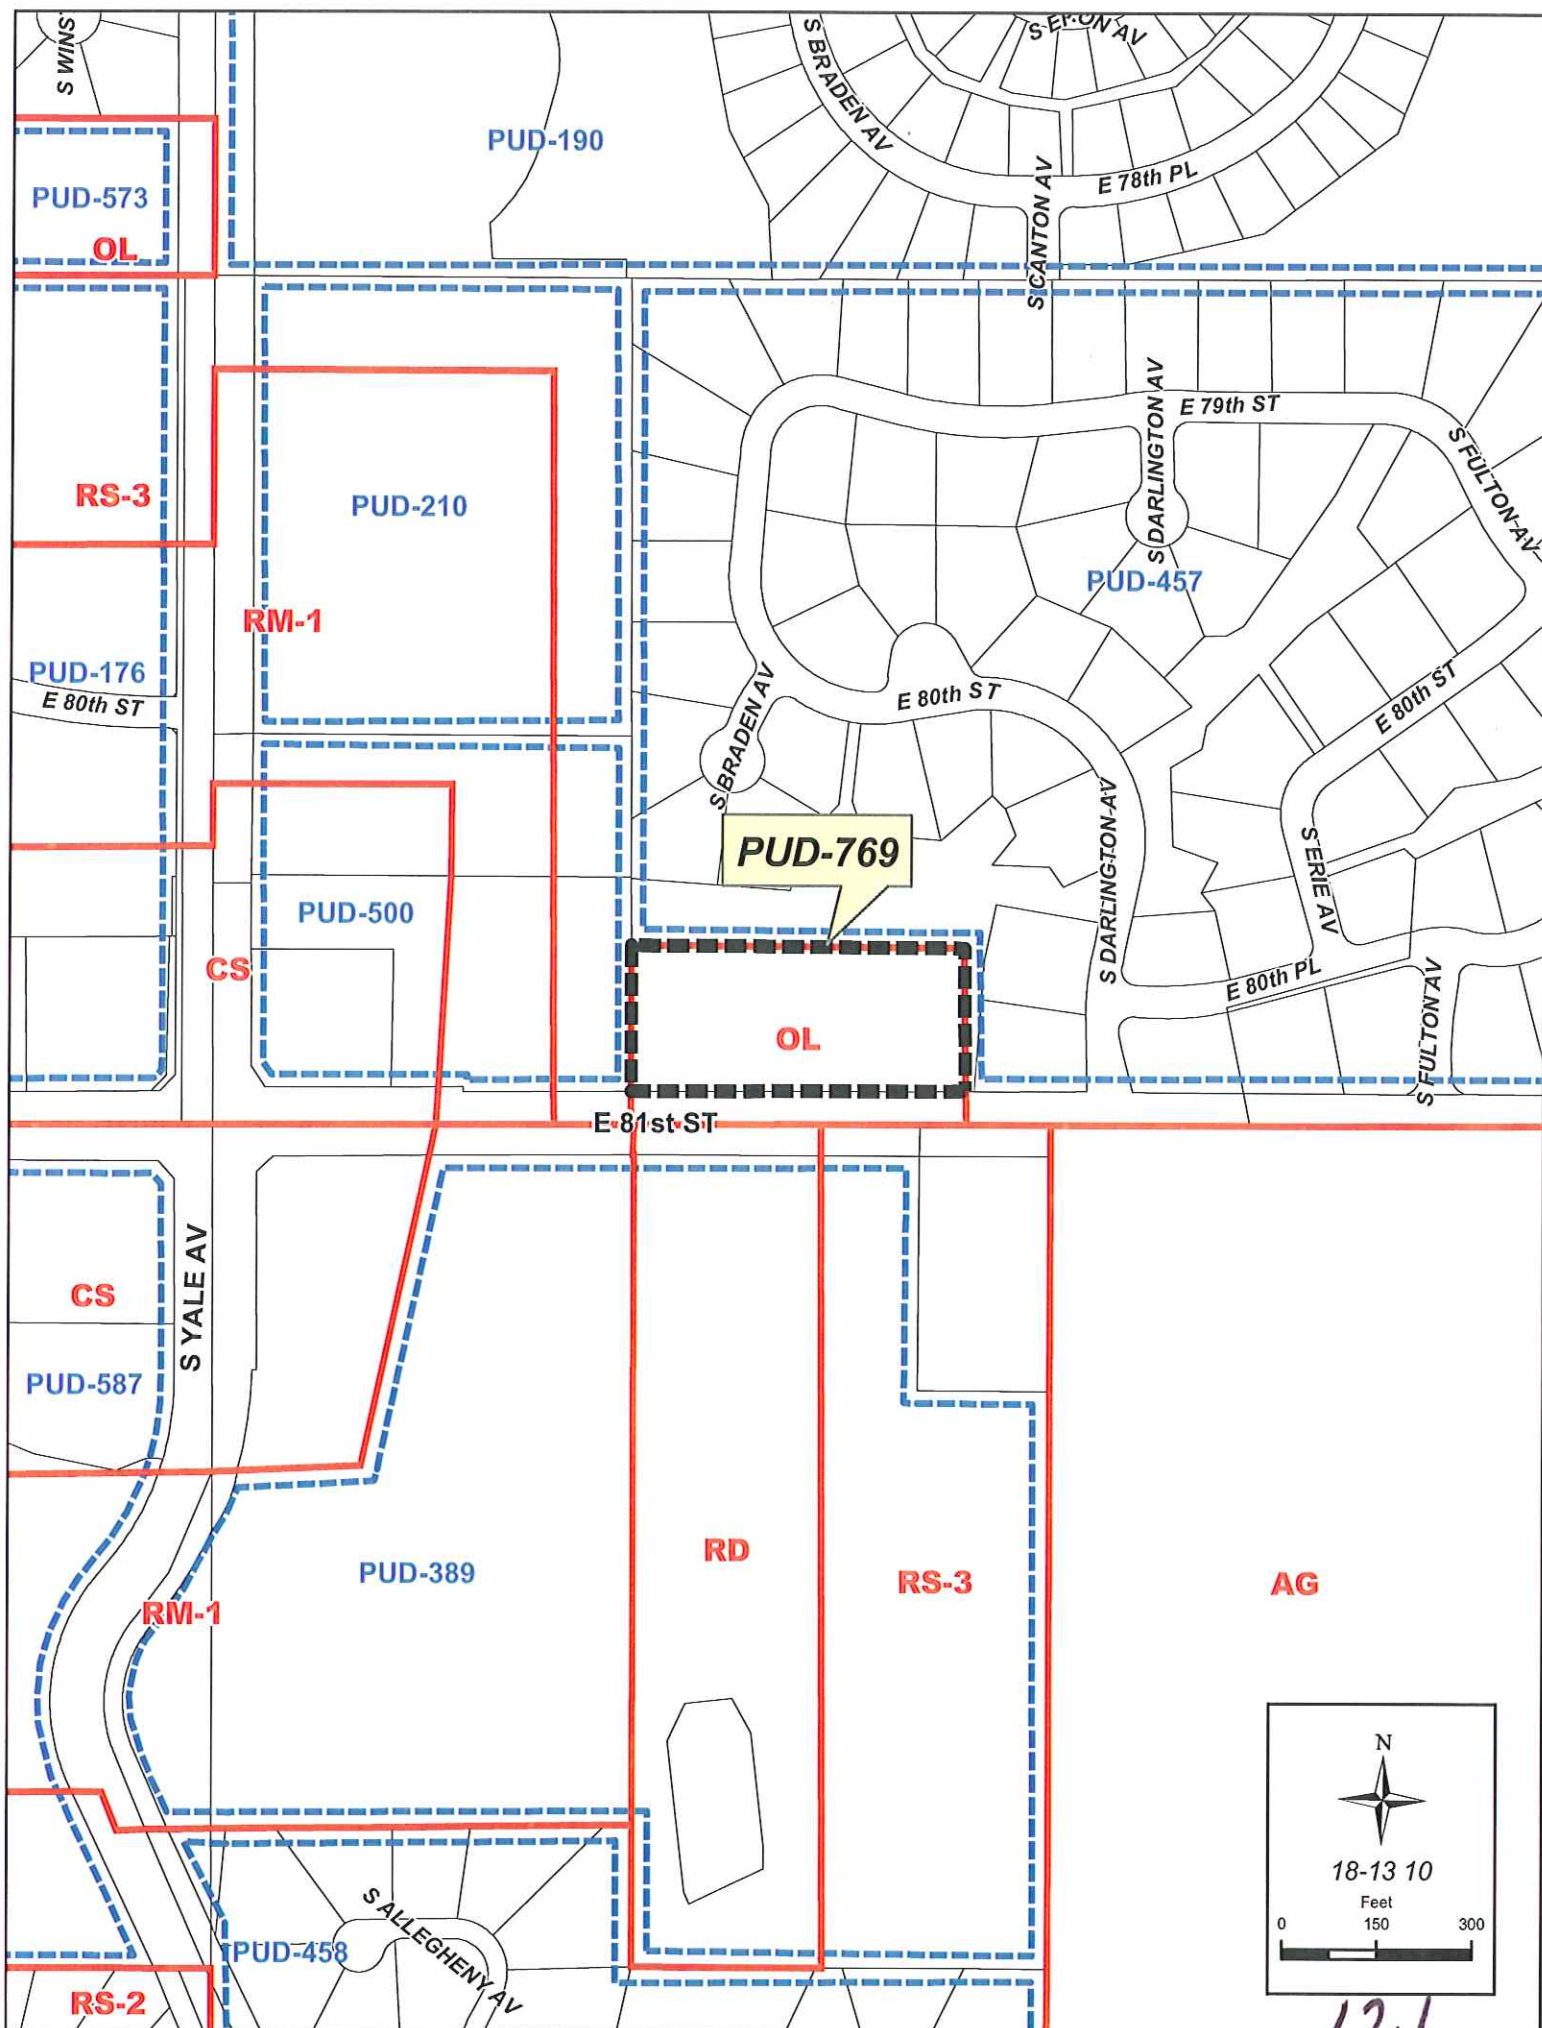 S WINS
S BRADEN AV
PUD-190
E 78th PL
S CANTON AV
PUD-573
OL
RS-3
PUD-210
E 79th ST
S DARLINGTON AV
S FULTON AV
PUD-457
RM-1
PUD-176
E 80th ST
E 80th ST
E 80th ST
S BRADEN AV
S DARLINGTON AV
PUD-769
S ERIE AV
PUD-500
CS
E 80th PL
S FULTON AV
OL
E 81st ST
CS
S YALE AV
PUD-587
PUD-389
RD
RS-3
AG
RM-1
N
18-13 10
Feet
0 150 300
S ALLEGHENY AV
PUD-458
RS-2